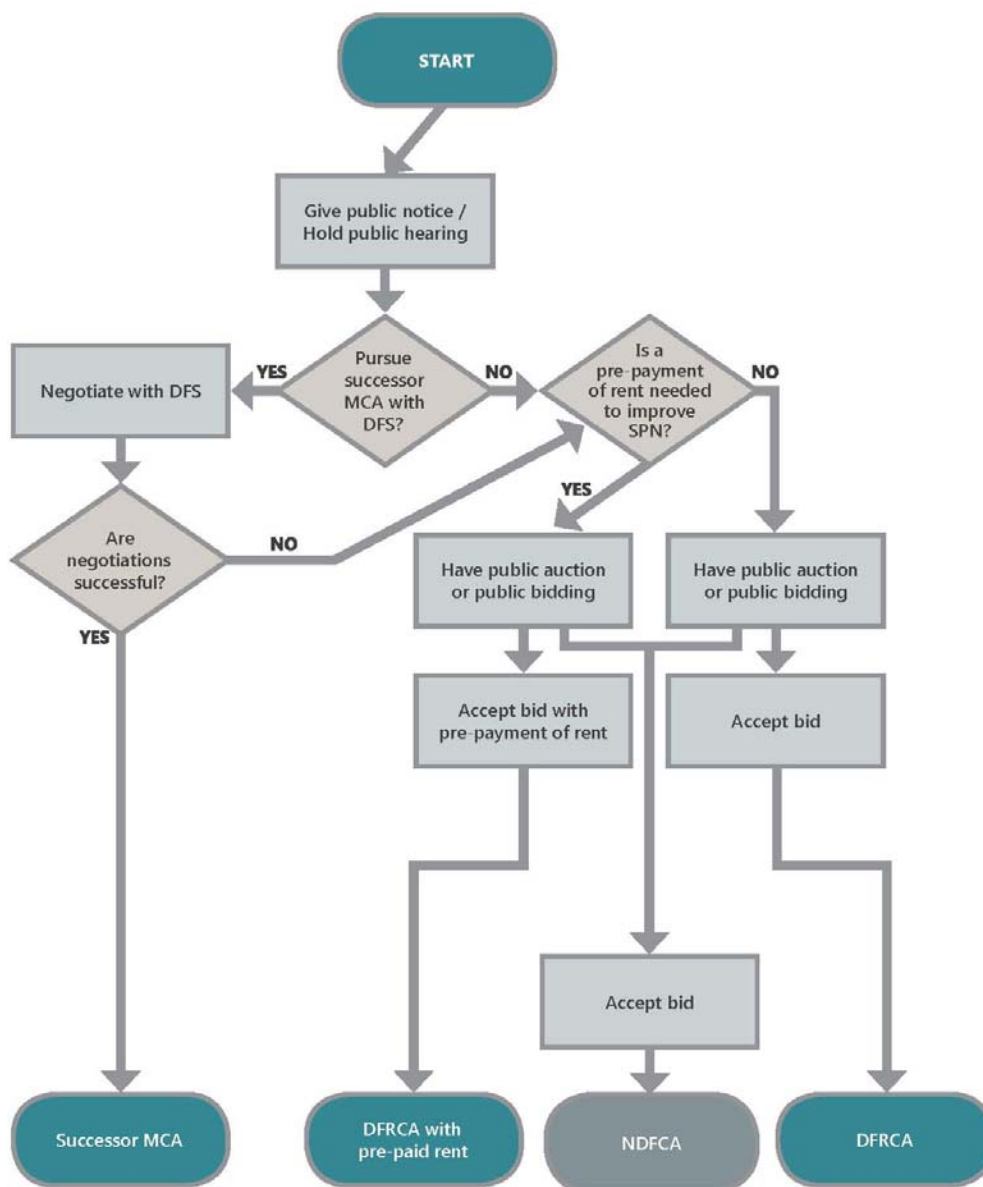 START
Give public notice /
Hold public hearing
Pursue
successor
MCA with
DFS?
YES
NO
Is a
pre-payment
of rent needed
to improve
SPN?
NO
YES
Negotiate with DFS
Are
negotiations
successful?
NO
YES
Have public auction
or public bidding
Have public auction
or public bidding
Accept bid with
pre-payment of rent
Accept bid
Accept bid
Successor MCA
DFRCA with
pre-paid rent
NDFCA
DFRCA